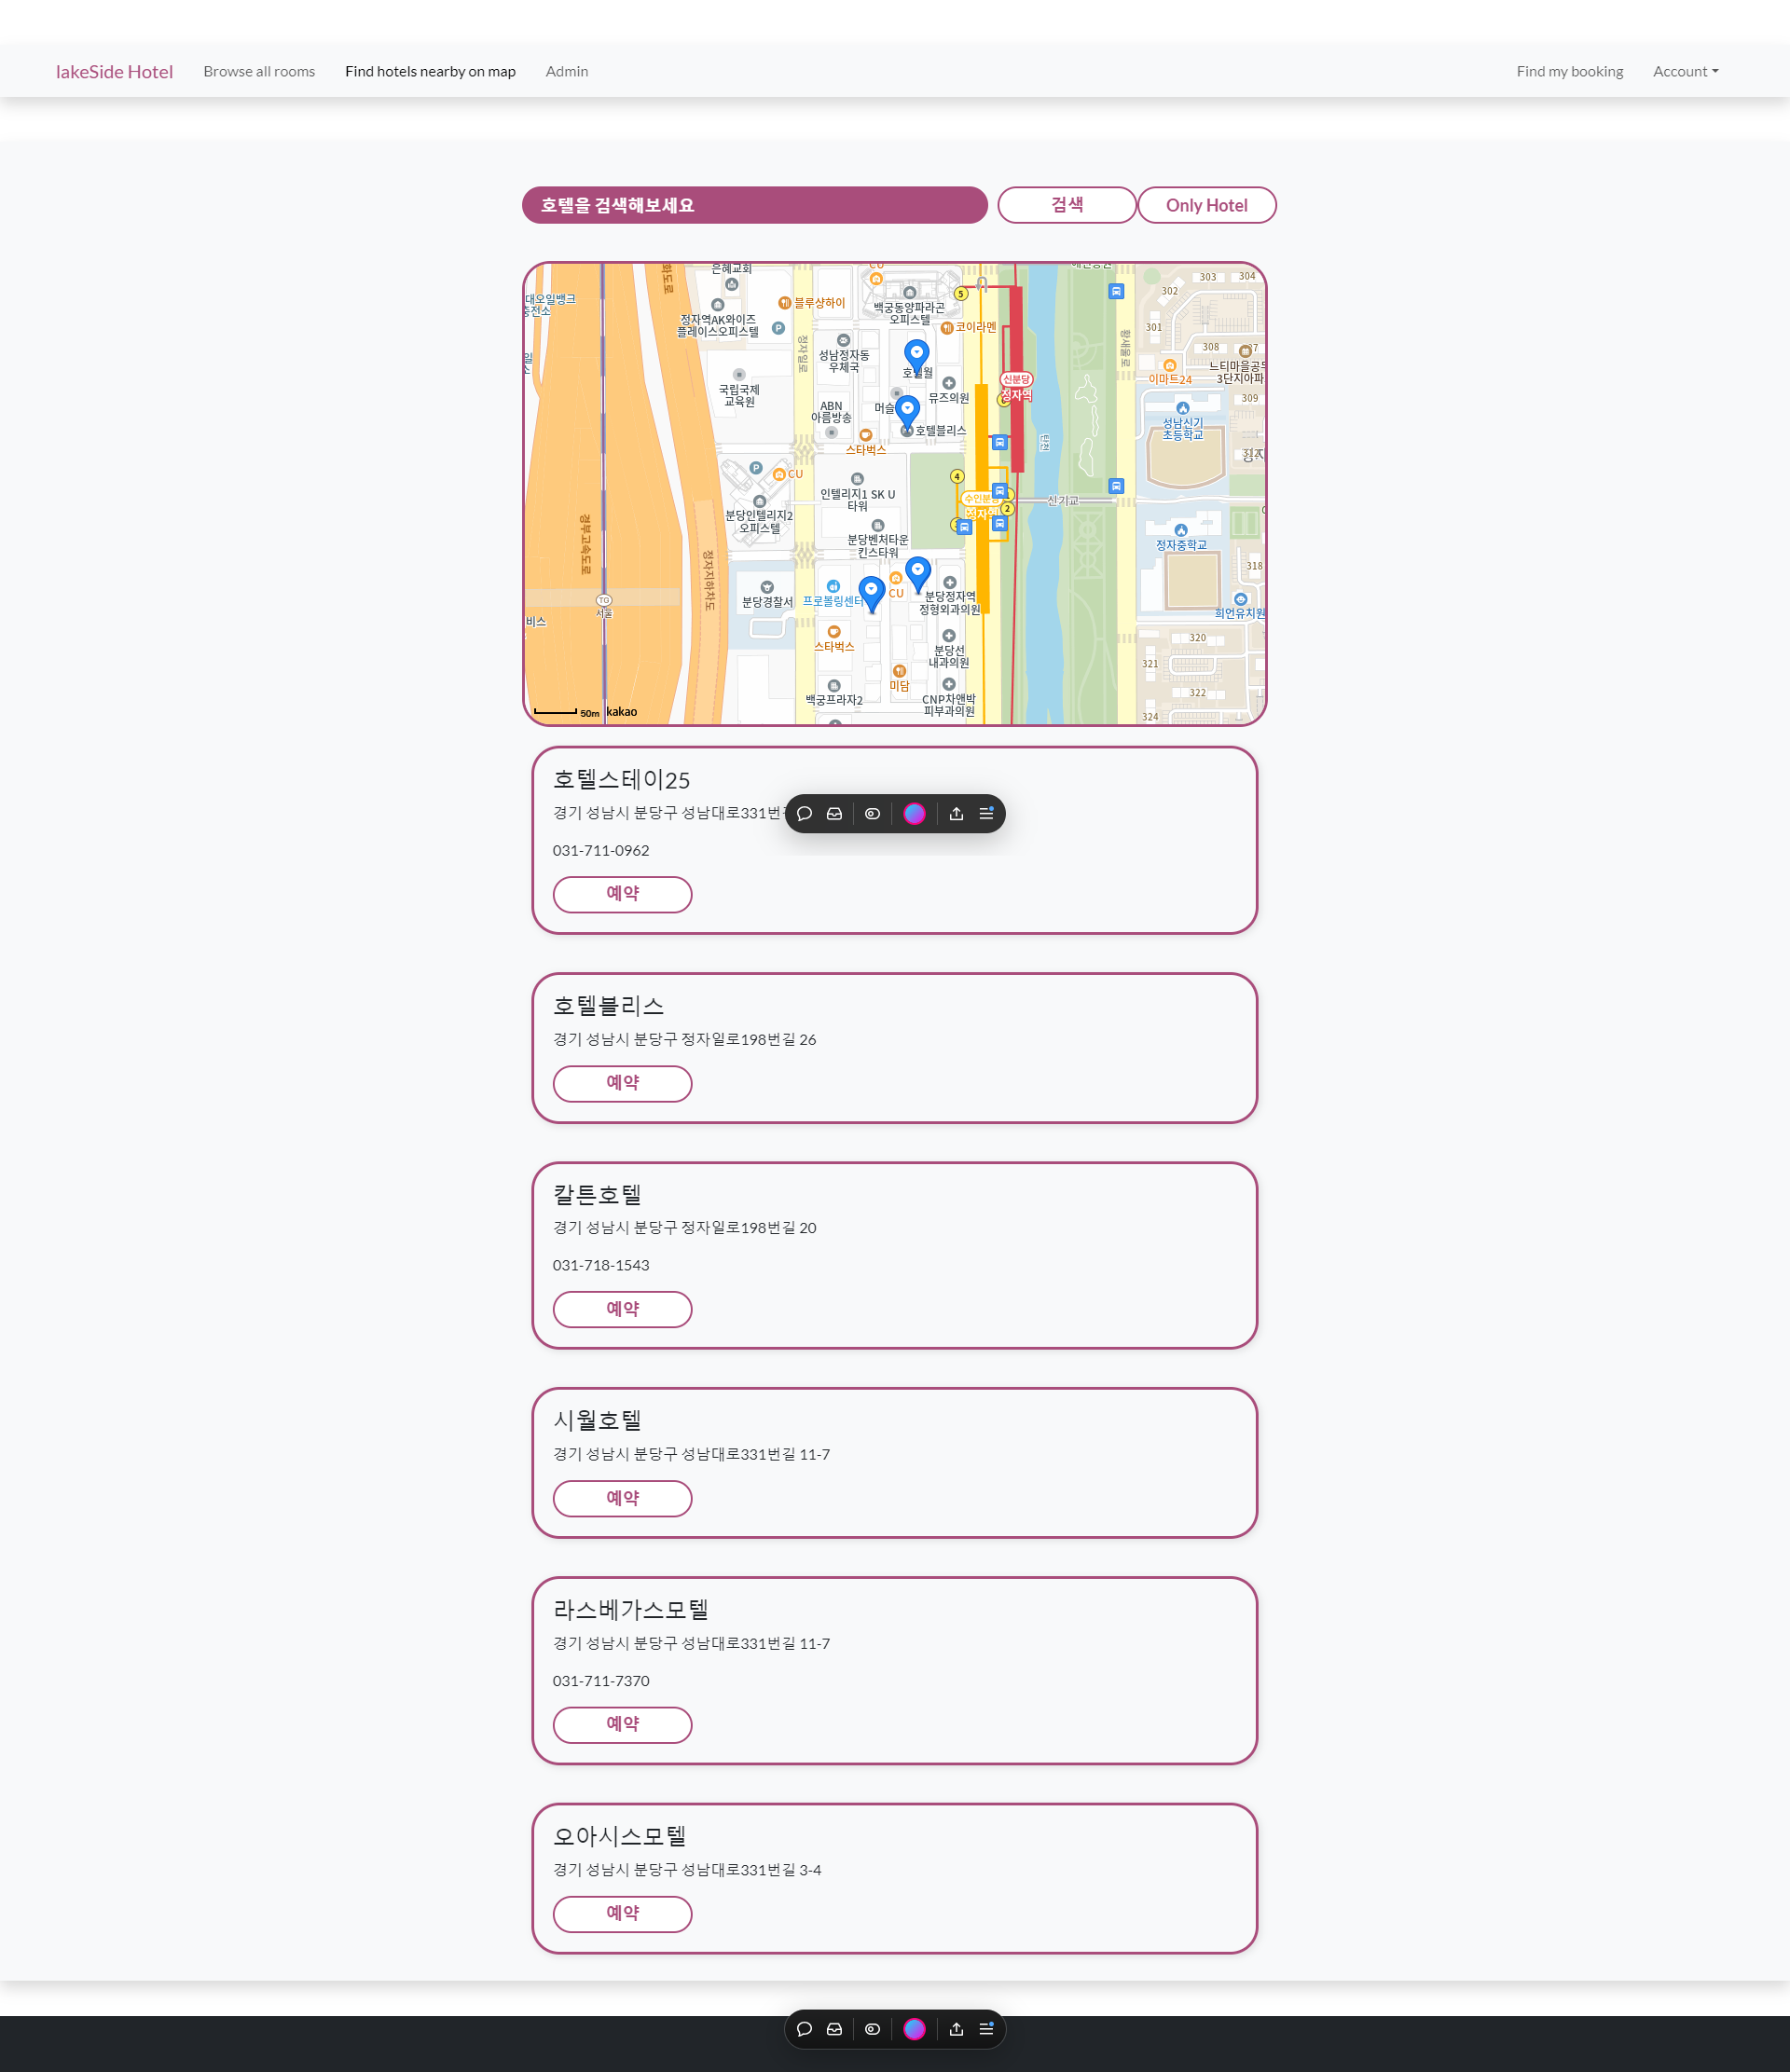 lakeSide Hotel
Browse all rooms
Find hotels nearby on map
Admin
Find my booking
Account
호텔을 검색해보세요
검색
Only Hotel
은혜교회
CU
303
304
302
블루샹하이
백궁동양파라곤
오피스텔
5
정자역AK와이즈
플레이스오피스텔
코이라멘
301
정자일로
황새울로
성남정자동
우체국
308
느티마을공무
3단지아파
호텔월
신분당
정자역
이마트24
국립국제
교육원
뮤즈의원
309
ABN
아름방송
머슬
성남신기
초등학교
호텔블리스
탄천
스타벅스
CU
4
인텔리지1 SK U
타워
수인분당
정자역
2
신기교
분당인텔리지2
오피스텔
경부고속도로
분당벤처타운
킨스타워
정자중학교
정자지하차도
318
분당경찰서
프로볼링센터
CU
분당정자역
정형외과의원
TG
서울
희언유치원
비스
스타벅스
320
분당선
내과의원
321
미담
백궁프라자2
CNP차앤박
피부과의원
322
324
50m
kakao
호텔스테이25
경기 성남시 분당구 성남대로331번
031-711-0962
예약
호텔블리스
경기 성남시 분당구 정자일로198번길 26
예약
칼튼호텔
경기 성남시 분당구 정자일로198번길 20
031-718-1543
예약
시월호텔
경기 성남시 분당구 성남대로331번길 11-7
예약
라스베가스모텔
경기 성남시 분당구 성남대로331번길 11-7
031-711-7370
예약
오아시스모텔
경기 성남시 분당구 성남대로331번길 3-4
예약